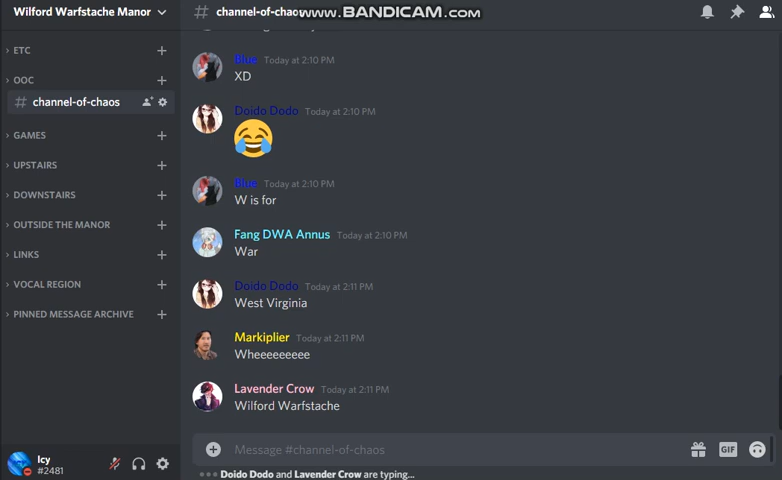 Wilford Warfstache Manor
# channel-of-chao
www.BANDICAM.com
ETC
OOC
# channel-of-chaos
GAMES
UPSTAIRS
DOWNSTAIRS
OUTSIDE THE MANOR
LINKS
VOCAL REGION
PINNED MESSAGE ARCHIVE
Icy
#2481
Blue Today at 2:10 PM
XD
Doido Dodo Today at 2:10 PM
Blue Today at 2:10 PM
W is for
Fang DWA Annus Today at 2:10 PM
War
Doido Dodo Today at 2:11 PM
West Virginia
Markiplier Today at 2:11 PM
Wheeeeeeeee
Lavender Crow Today at 2:11 PM
Wilford Warfstache
Message #channel-of-chaos
GIF
Doido Dodo and Lavender Crow are typing...